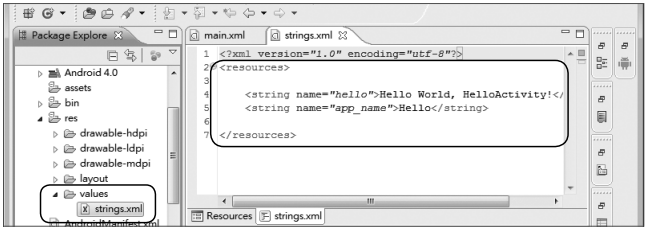 Package Explorer
Android 4.0
assets
bin
res
drawable-hdpi
drawable-ldpi
drawable-mdpi
layout
values
strings.xml
AndroidManifest.xml
main.xml
strings.xml
1 <?xml version="1.0" encoding="utf-8"?>
2 <resources>
3
4 <string name="hello">Hello World, HelloActivity!</
5 <string name="app_name">Hello</string>
6
7 </resources>
Resources
strings.xml